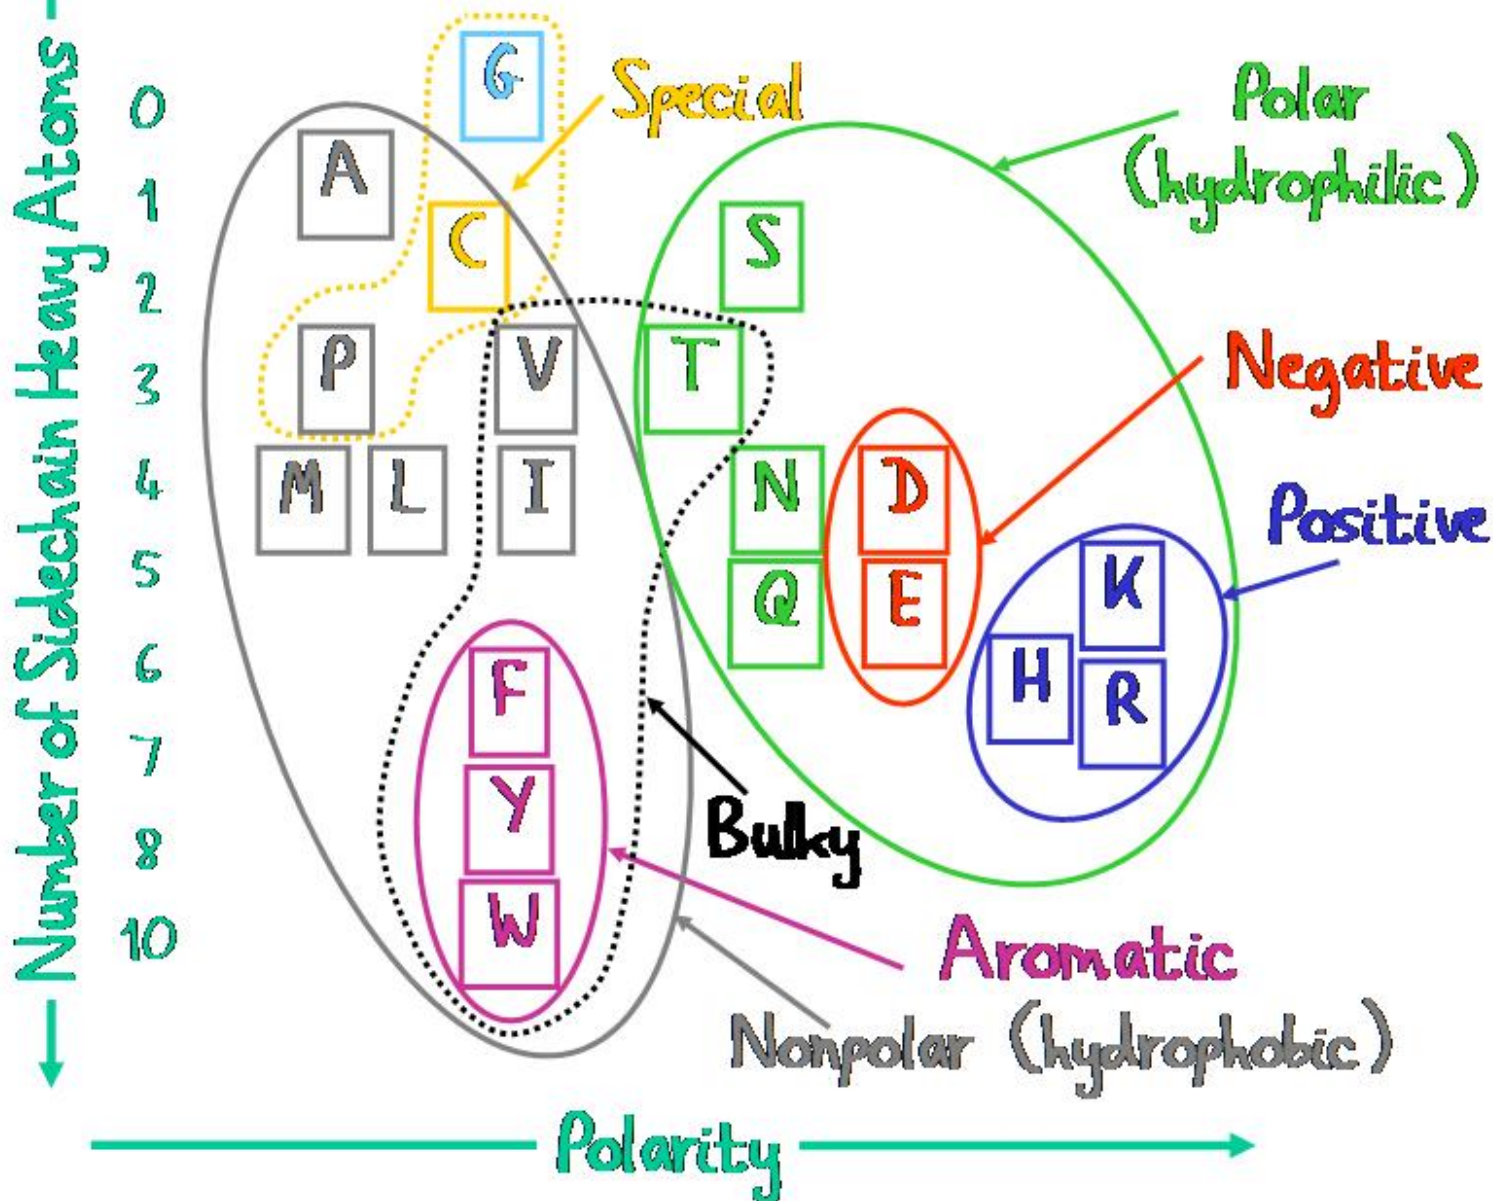 Number of Sidechain Heavy Atoms
0
1
2
3
4
5
6
7
8
10
G
A
C
P
V
M
L
I
F
Y
W
S
T
N
Q
D
E
K
H
R
Special
Polar
(hydrophilic)
Negative
Positive
Bulky
Aromatic
Nonpolar (hydrophobic)
Polarity